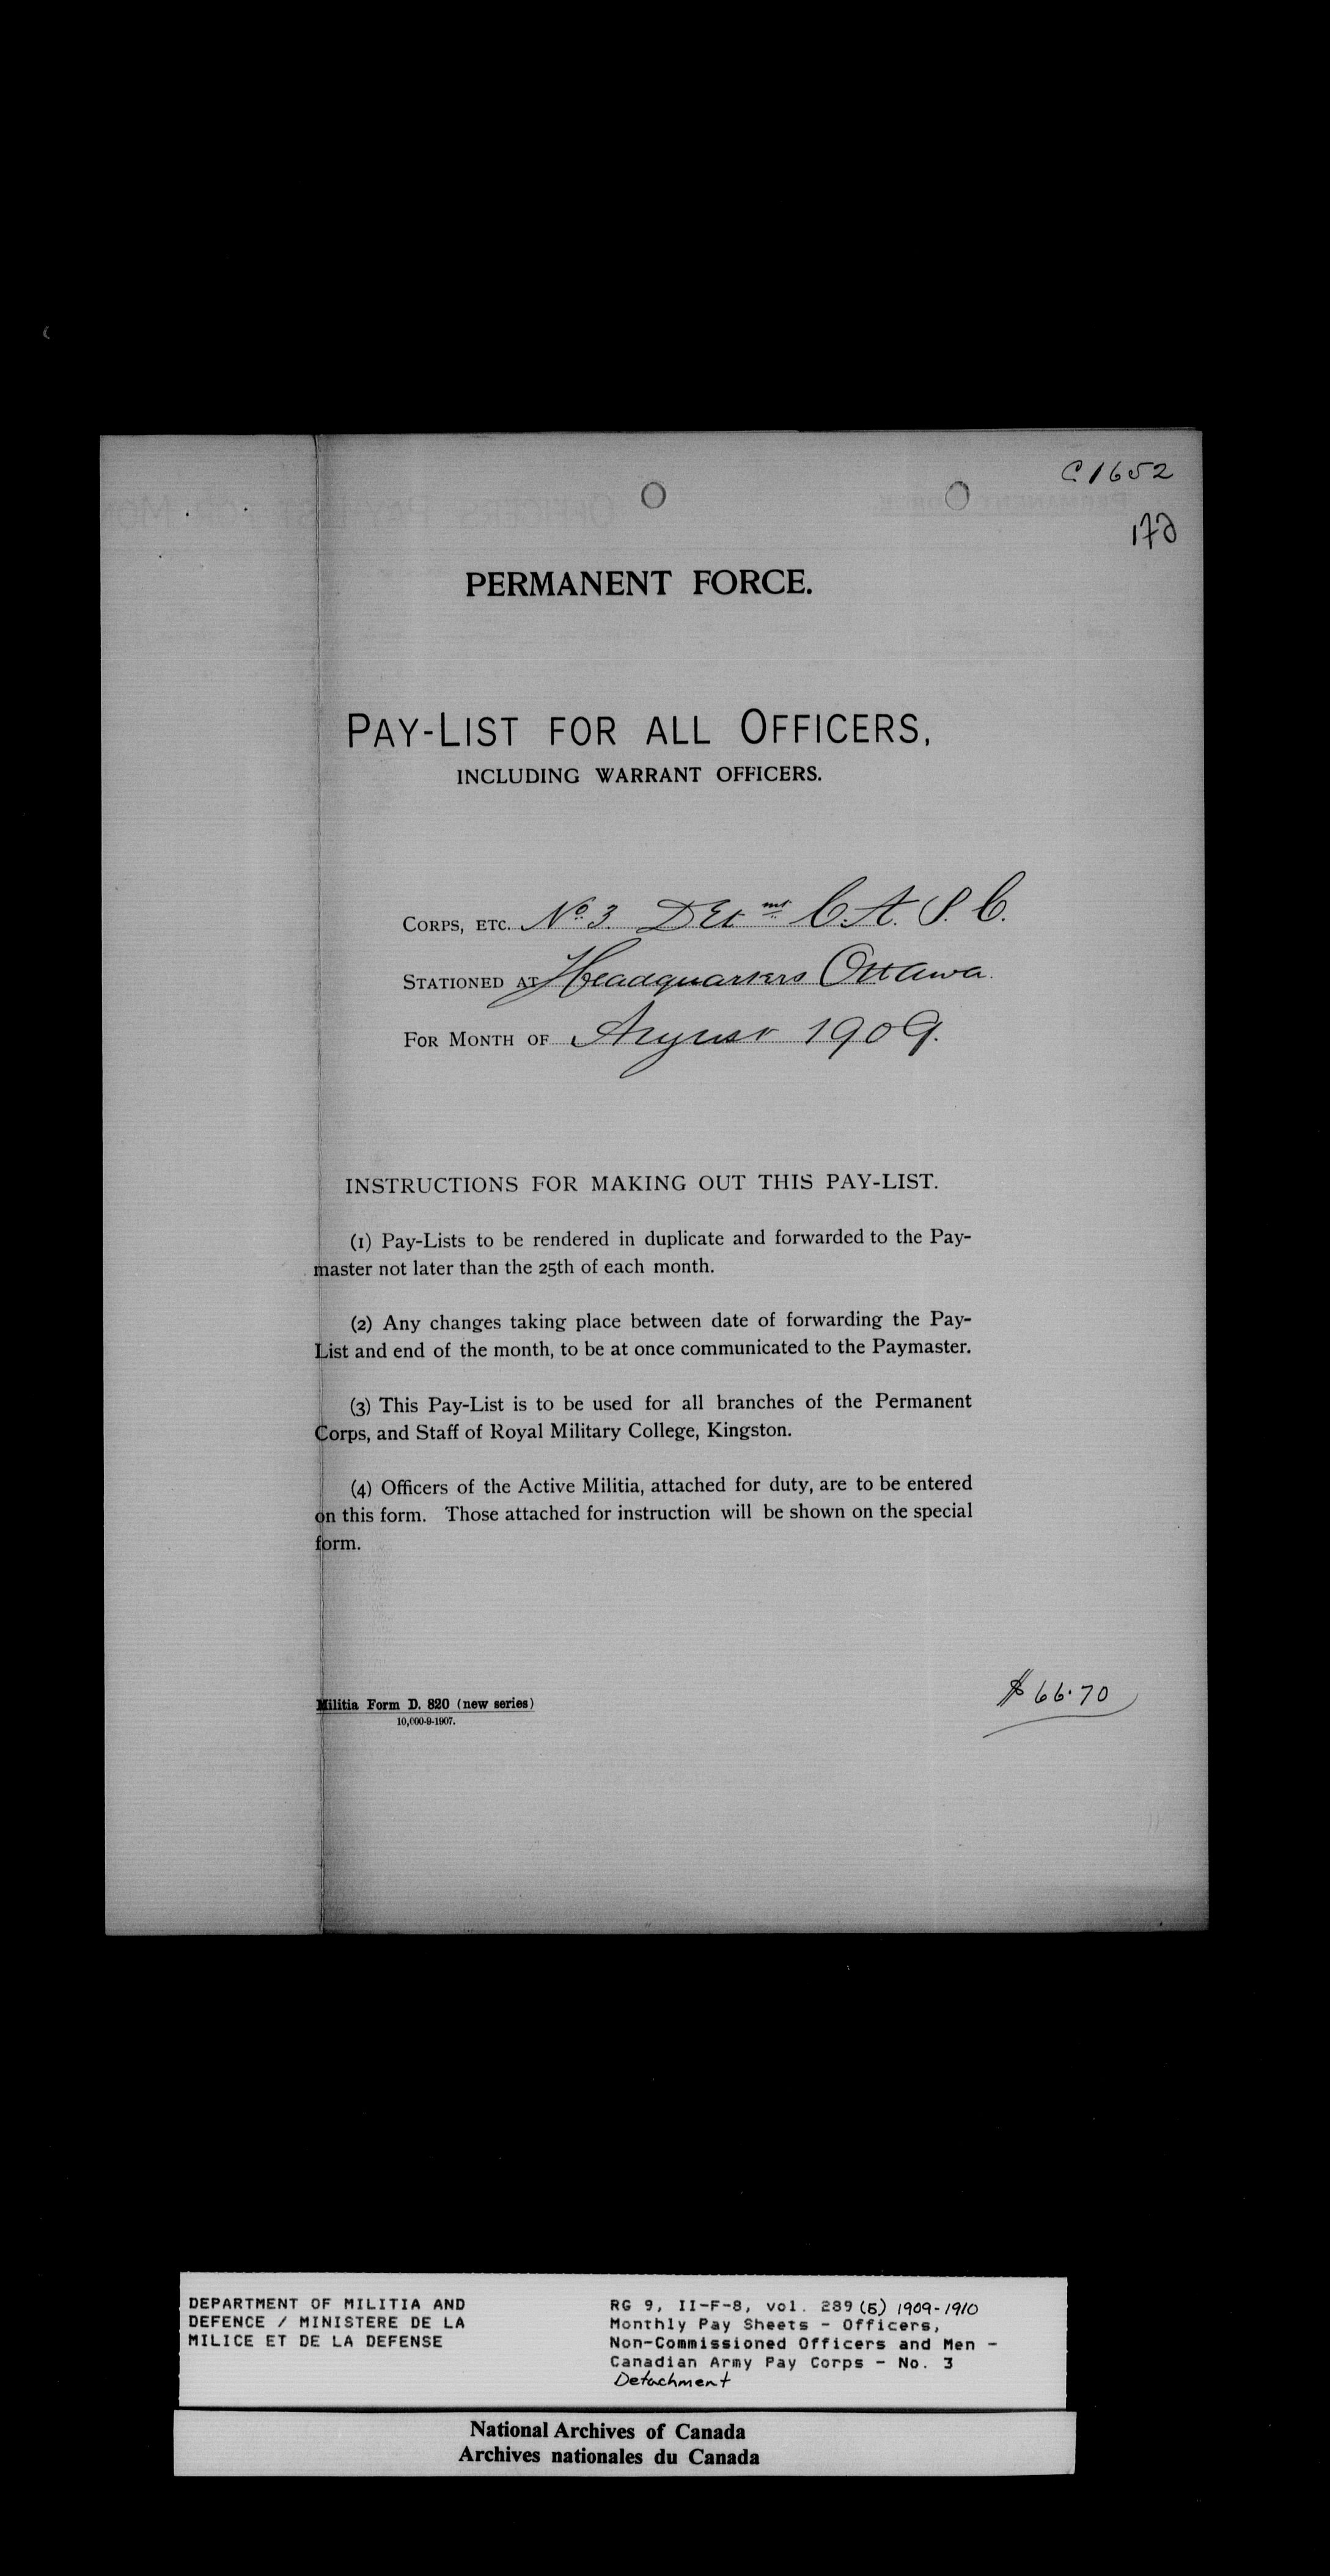 C 1652
PERMANENT FORCE.
PAY-LIST FOR ALL OFFICERS,
INCLUDING WARRANT OFFICERS.
CORPS, ETC. No. 3. Detmt C. A. P. C.
STATIONED AT Headquarters Ottawa.
FOR MONTH OF August 1909.
INSTRUCTIONS FOR MAKING OUT THIS PAY-LIST.
(1) Pay-Lists to be rendered in duplicate and forwarded to the Pay-
master not later than the 25th of each month.
(2) Any changes taking place between date of forwarding the Pay-
List and end of the month, to be at once communicated to the Paymaster.
(3) This Pay-List is to be used for all branches of the Permanent
Corps, and Staff of Royal Military College, Kingston.
(4) Officers of the Active Militia, attached for duty, are to be entered
on this form. Those attached for instruction will be shown on the special
form.
Militia Form D. 820 (new series)
10,000-9-1907.
$66.70
DEPARTMENT OF MILITIA AND
DEFENCE / MINISTERE DE LA
MILICE ET DE LA DEFENSE
RG 9, II-F-8, vol. 289 (5) 1909-1910
Monthly Pay Sheets - Officers,
Non-Commissioned Officers and Men -
Canadian Army Pay Corps - No. 3
Detachment
National Archives of Canada
Archives nationales du Canada